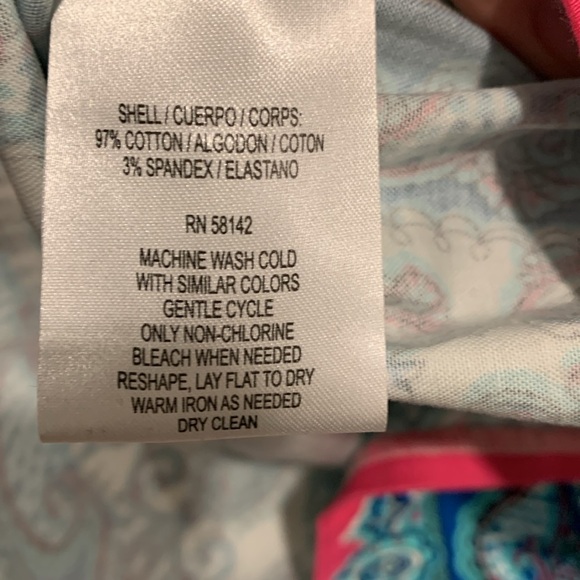 SHELL / CUERPO / CORPS:
97% COTTON / ALGODON / COTON
3% SPANDEX / ELASTANO
RN 58142
MACHINE WASH COLD
WITH SIMILAR COLORS
GENTLE CYCLE
ONLY NON-CHLORINE
BLEACH WHEN NEEDED
RESHAPE, LAY FLAT TO DRY
WARM IRON AS NEEDED
DRY CLEAN